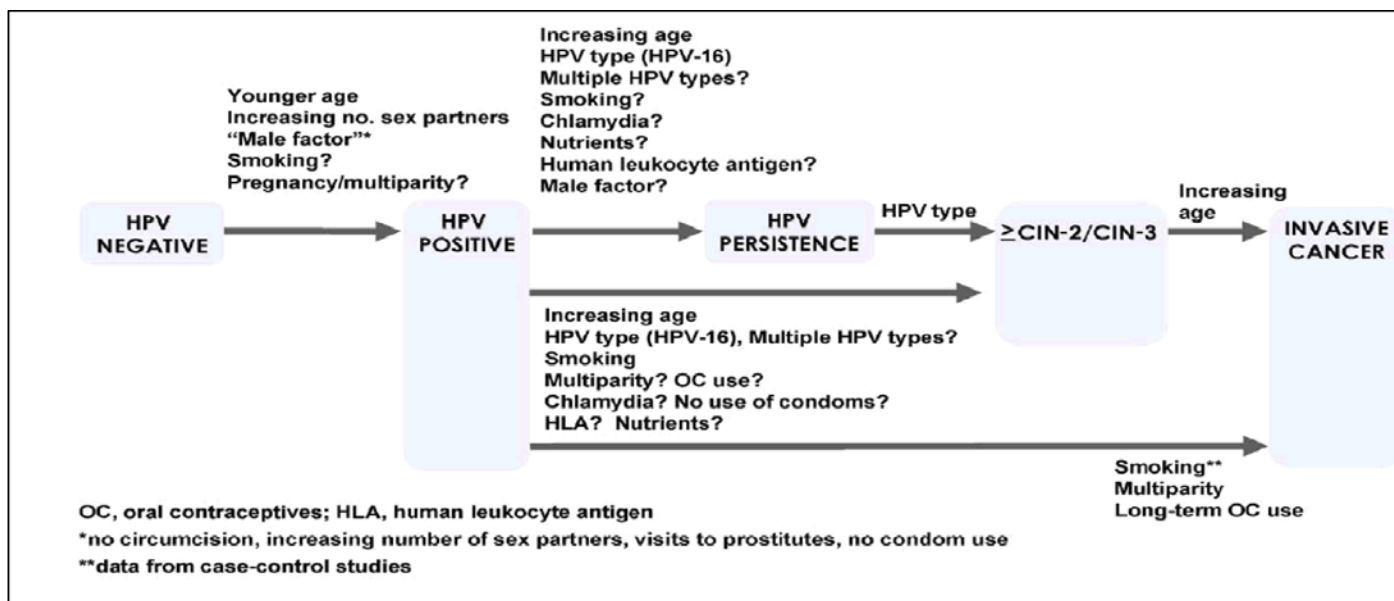 Younger age
Increasing no. sex partners
“Male factor”*
Smoking?
Pregnancy/multiparity?
Increasing age
HPV type (HPV-16)
Multiple HPV types?
Smoking?
Chlamydia?
Nutrients?
Human leukocyte antigen?
Male factor?
HPV
NEGATIVE
HPV
POSITIVE
HPV
PERSISTENCE
HPV type
≥CIN-2/CIN-3
Increasing
age
INVASIVE
CANCER
Increasing age
HPV type (HPV-16), Multiple HPV types?
Smoking
Multiparity? OC use?
Chlamydia? No use of condoms?
HLA? Nutrients?
Smoking**
Multiparity
Long-term OC use
OC, oral contraceptives; HLA, human leukocyte antigen
*no circumcision, increasing number of sex partners, visits to prostitutes, no condom use
**data from case-control studies